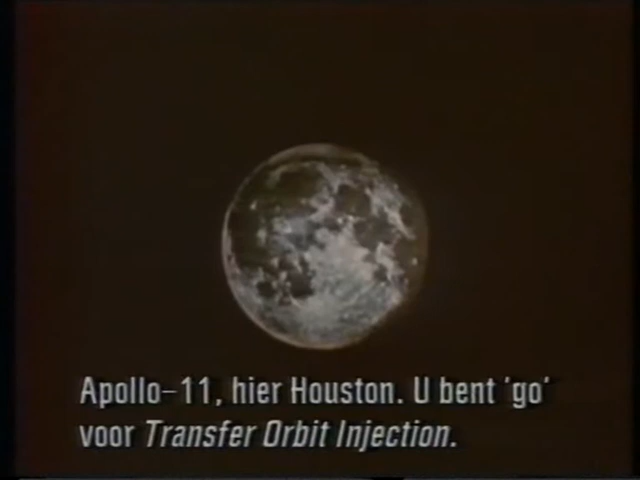 Apollo-11, hier Houston. U bent 'go'
voor Transfer Orbit Injection.